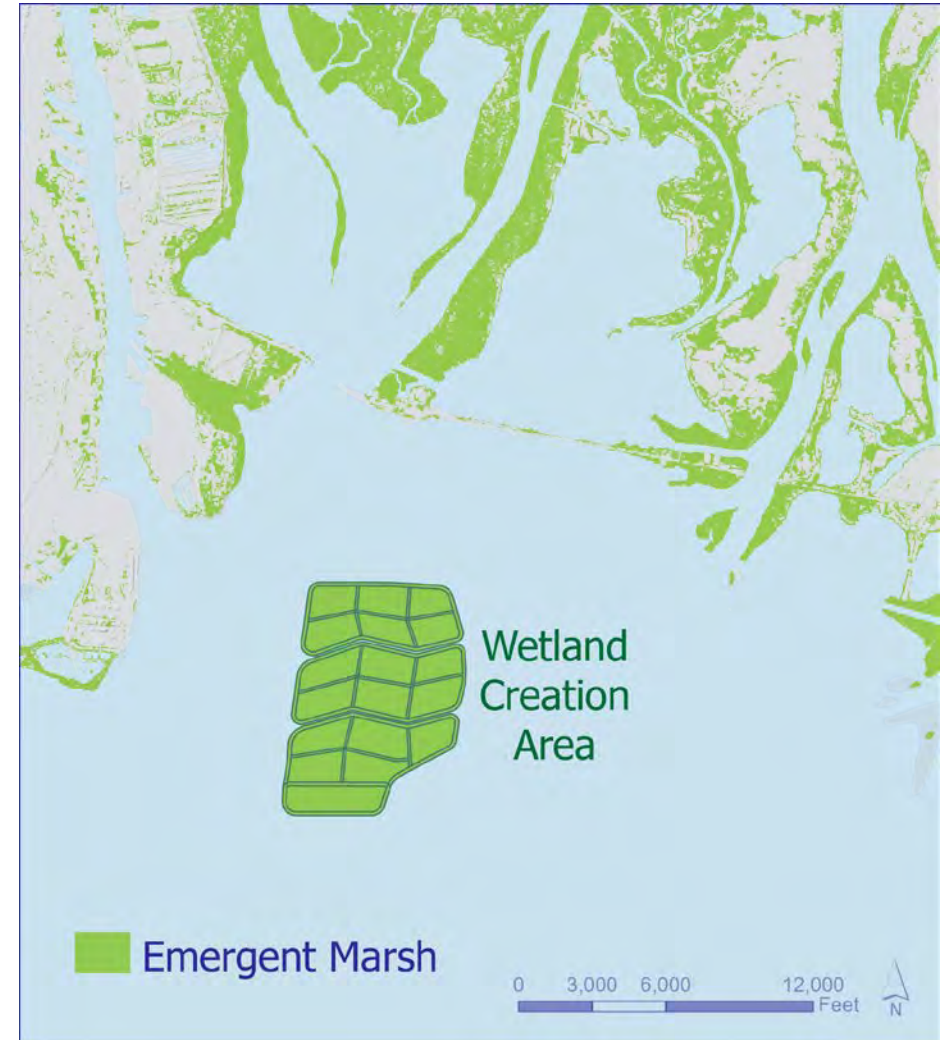 Wetland
Creation
Area
Emergent Marsh
0 3,000 6,000 12,000
Feet
N